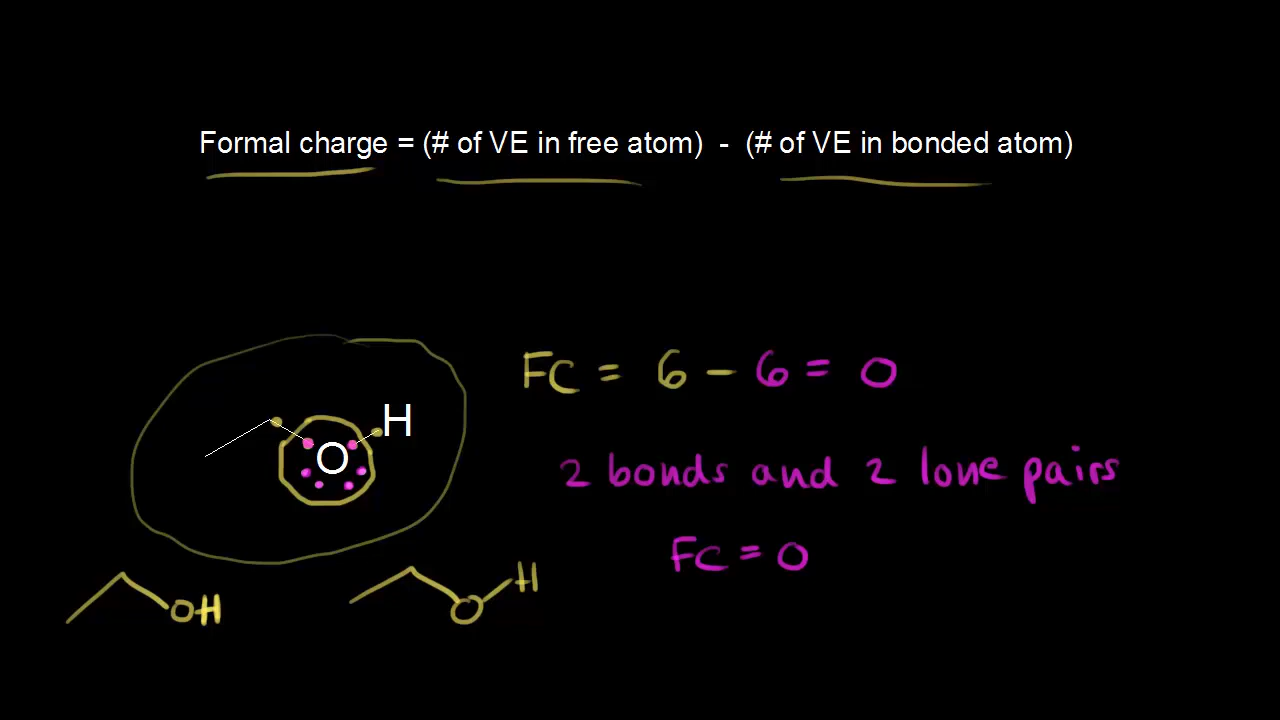 Formal charge = (# of VE in free atom) - (# of VE in bonded atom)
FC = 6 - 6 = 0
H
O
2 bonds and 2 lone pairs
FC = 0
OH
H
O